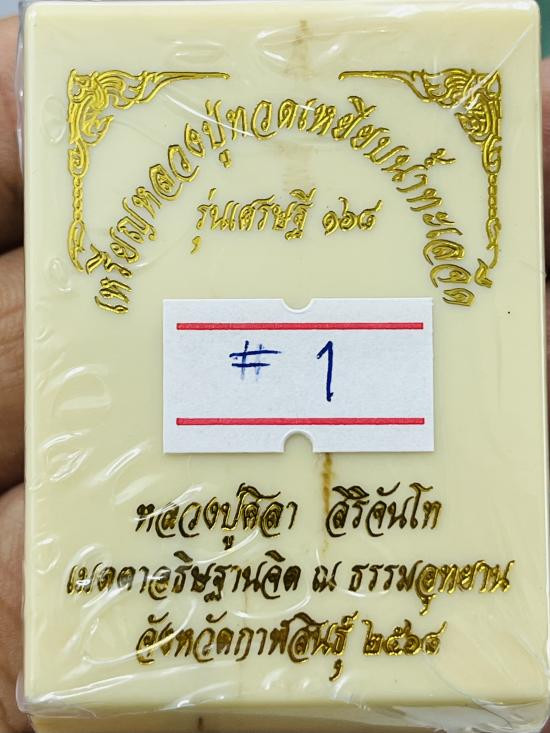 เหรียญหลวงปู่ทวดเหยียบน้ำทะเลจืด
รุ่นเศรษฐี ๑๖๘
# 1
หลวงปู่ศิลา สิริจันโท
เมตตาอธิษฐานจิต ณ ธรรมอุทยาน
จังหวัดกาฬสินธุ์ ๒๕๖๘